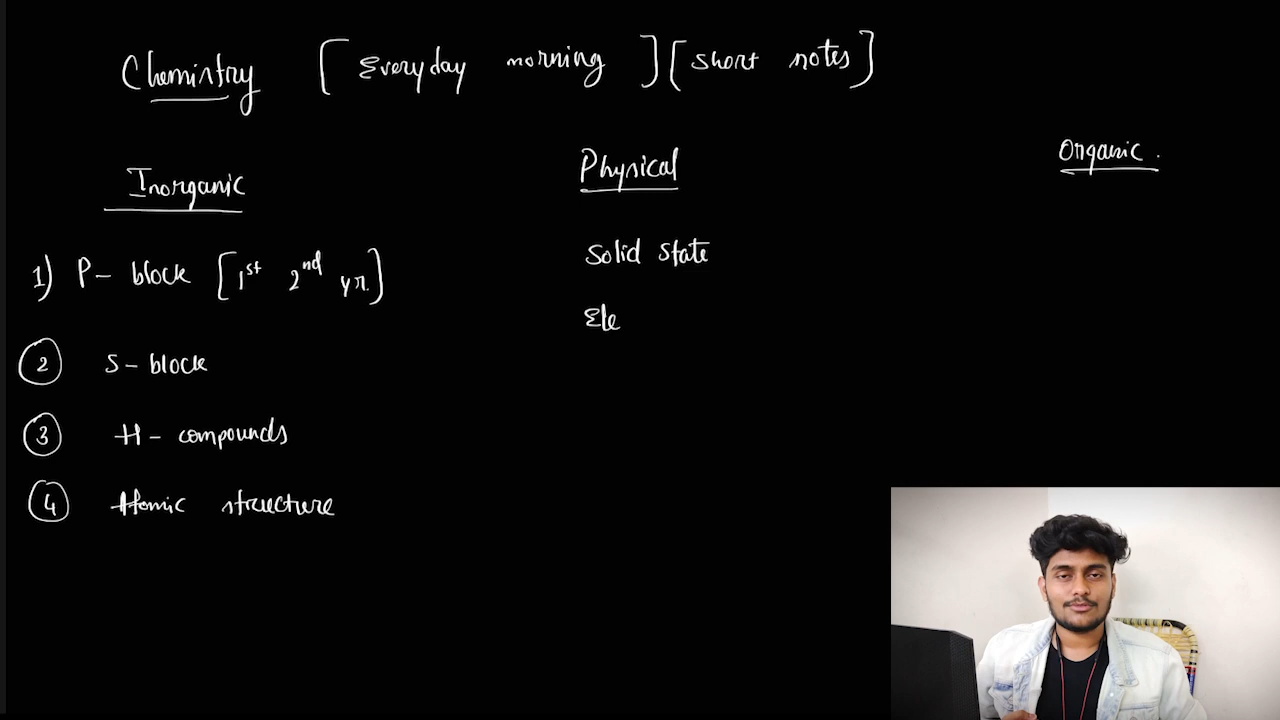 Chemistry [Everyday morning] [short notes]
Inorganic
1) P- block [1st 2nd yr.]
2 S- block
3 H- compounds
4 Atomic structure
Physical
Solid state
Ele
Organic.